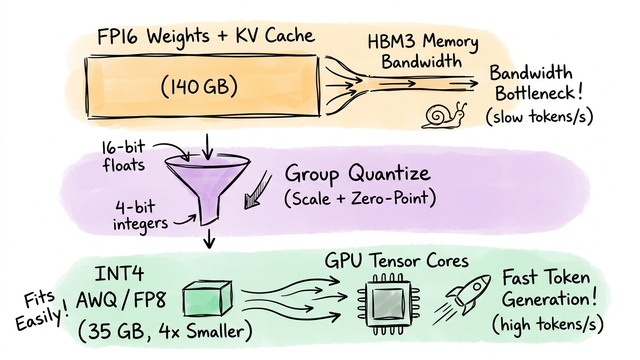 FP16 Weights + KV Cache
(140 GB)
HBM3 Memory
Bandwidth
Bandwidth
Bottleneck!
(slow tokens/s)
16-bit
floats
4-bit
integers
Group Quantize
(Scale + Zero-Point)
Fits
Easily!
INT4
AWQ/FP8
(35 GB, 4x Smaller)
GPU Tensor Cores
Fast Token
Generation!
(high tokens/s)